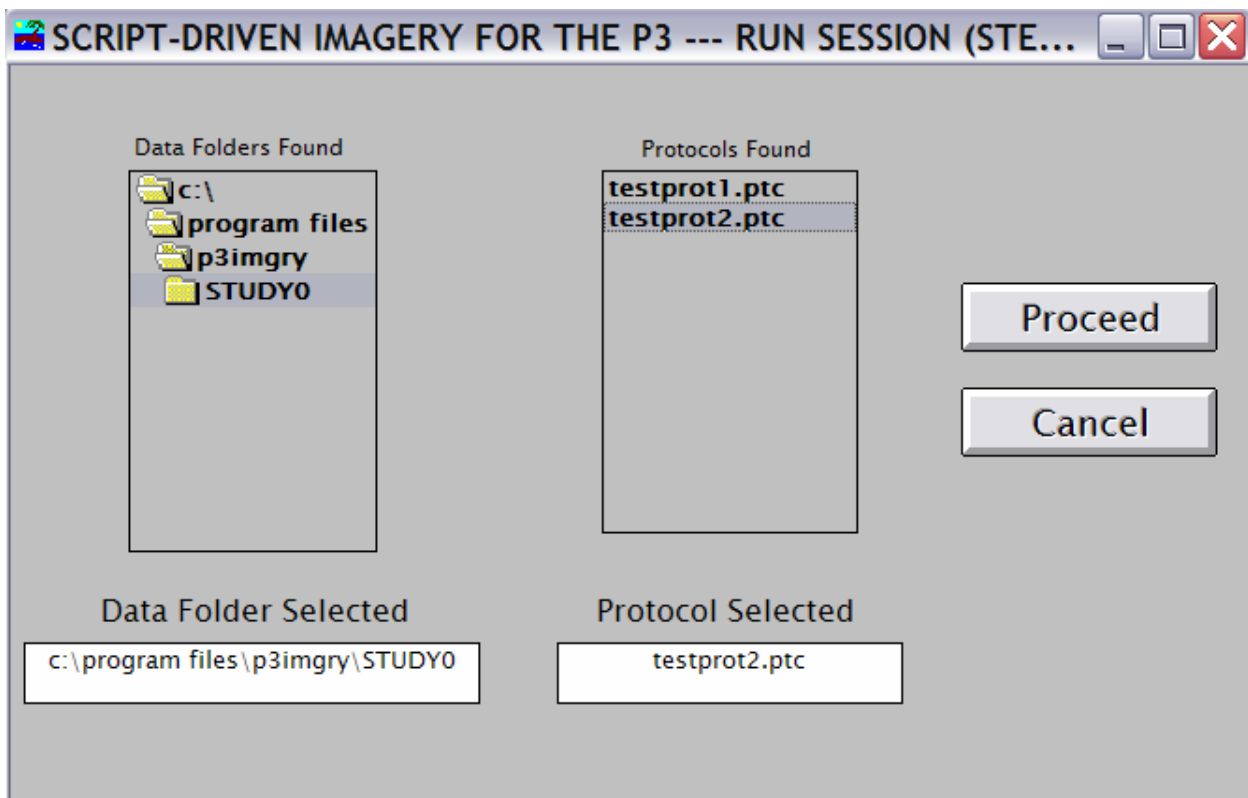 SCRIPT-DRIVEN IMAGERY FOR THE P3 --- RUN SESSION (STE...
Data Folders Found
c:\
program files
p3imgry
STUDY0
Protocols Found
testprot1.ptc
testprot2.ptc
Proceed
Cancel
Data Folder Selected
c:\program files\p3imgry\STUDY0
Protocol Selected
testprot2.ptc